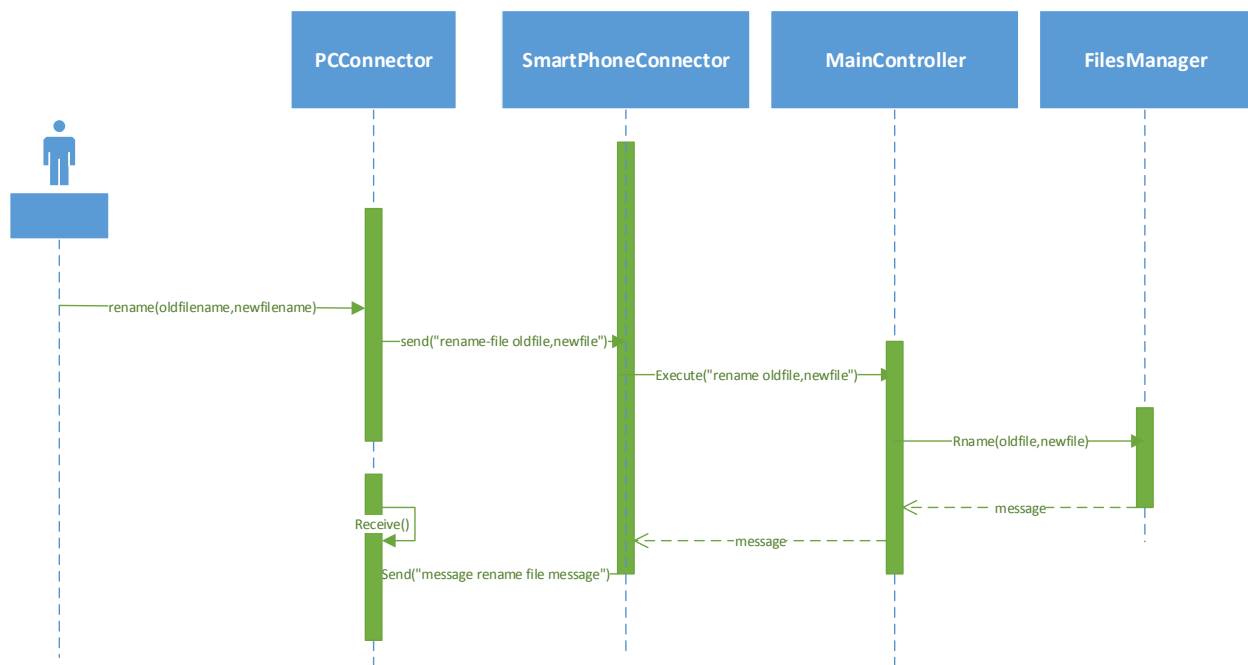 PCConnector
SmartPhoneConnector
MainController
FilesManager
rename(oldfilename,newfilename)
send("rename-file oldfile,newfile")
Execute("rename oldfile,newfile")
Rname(oldfile,newfile)
message
Receive()
message
Send("message rename file message")